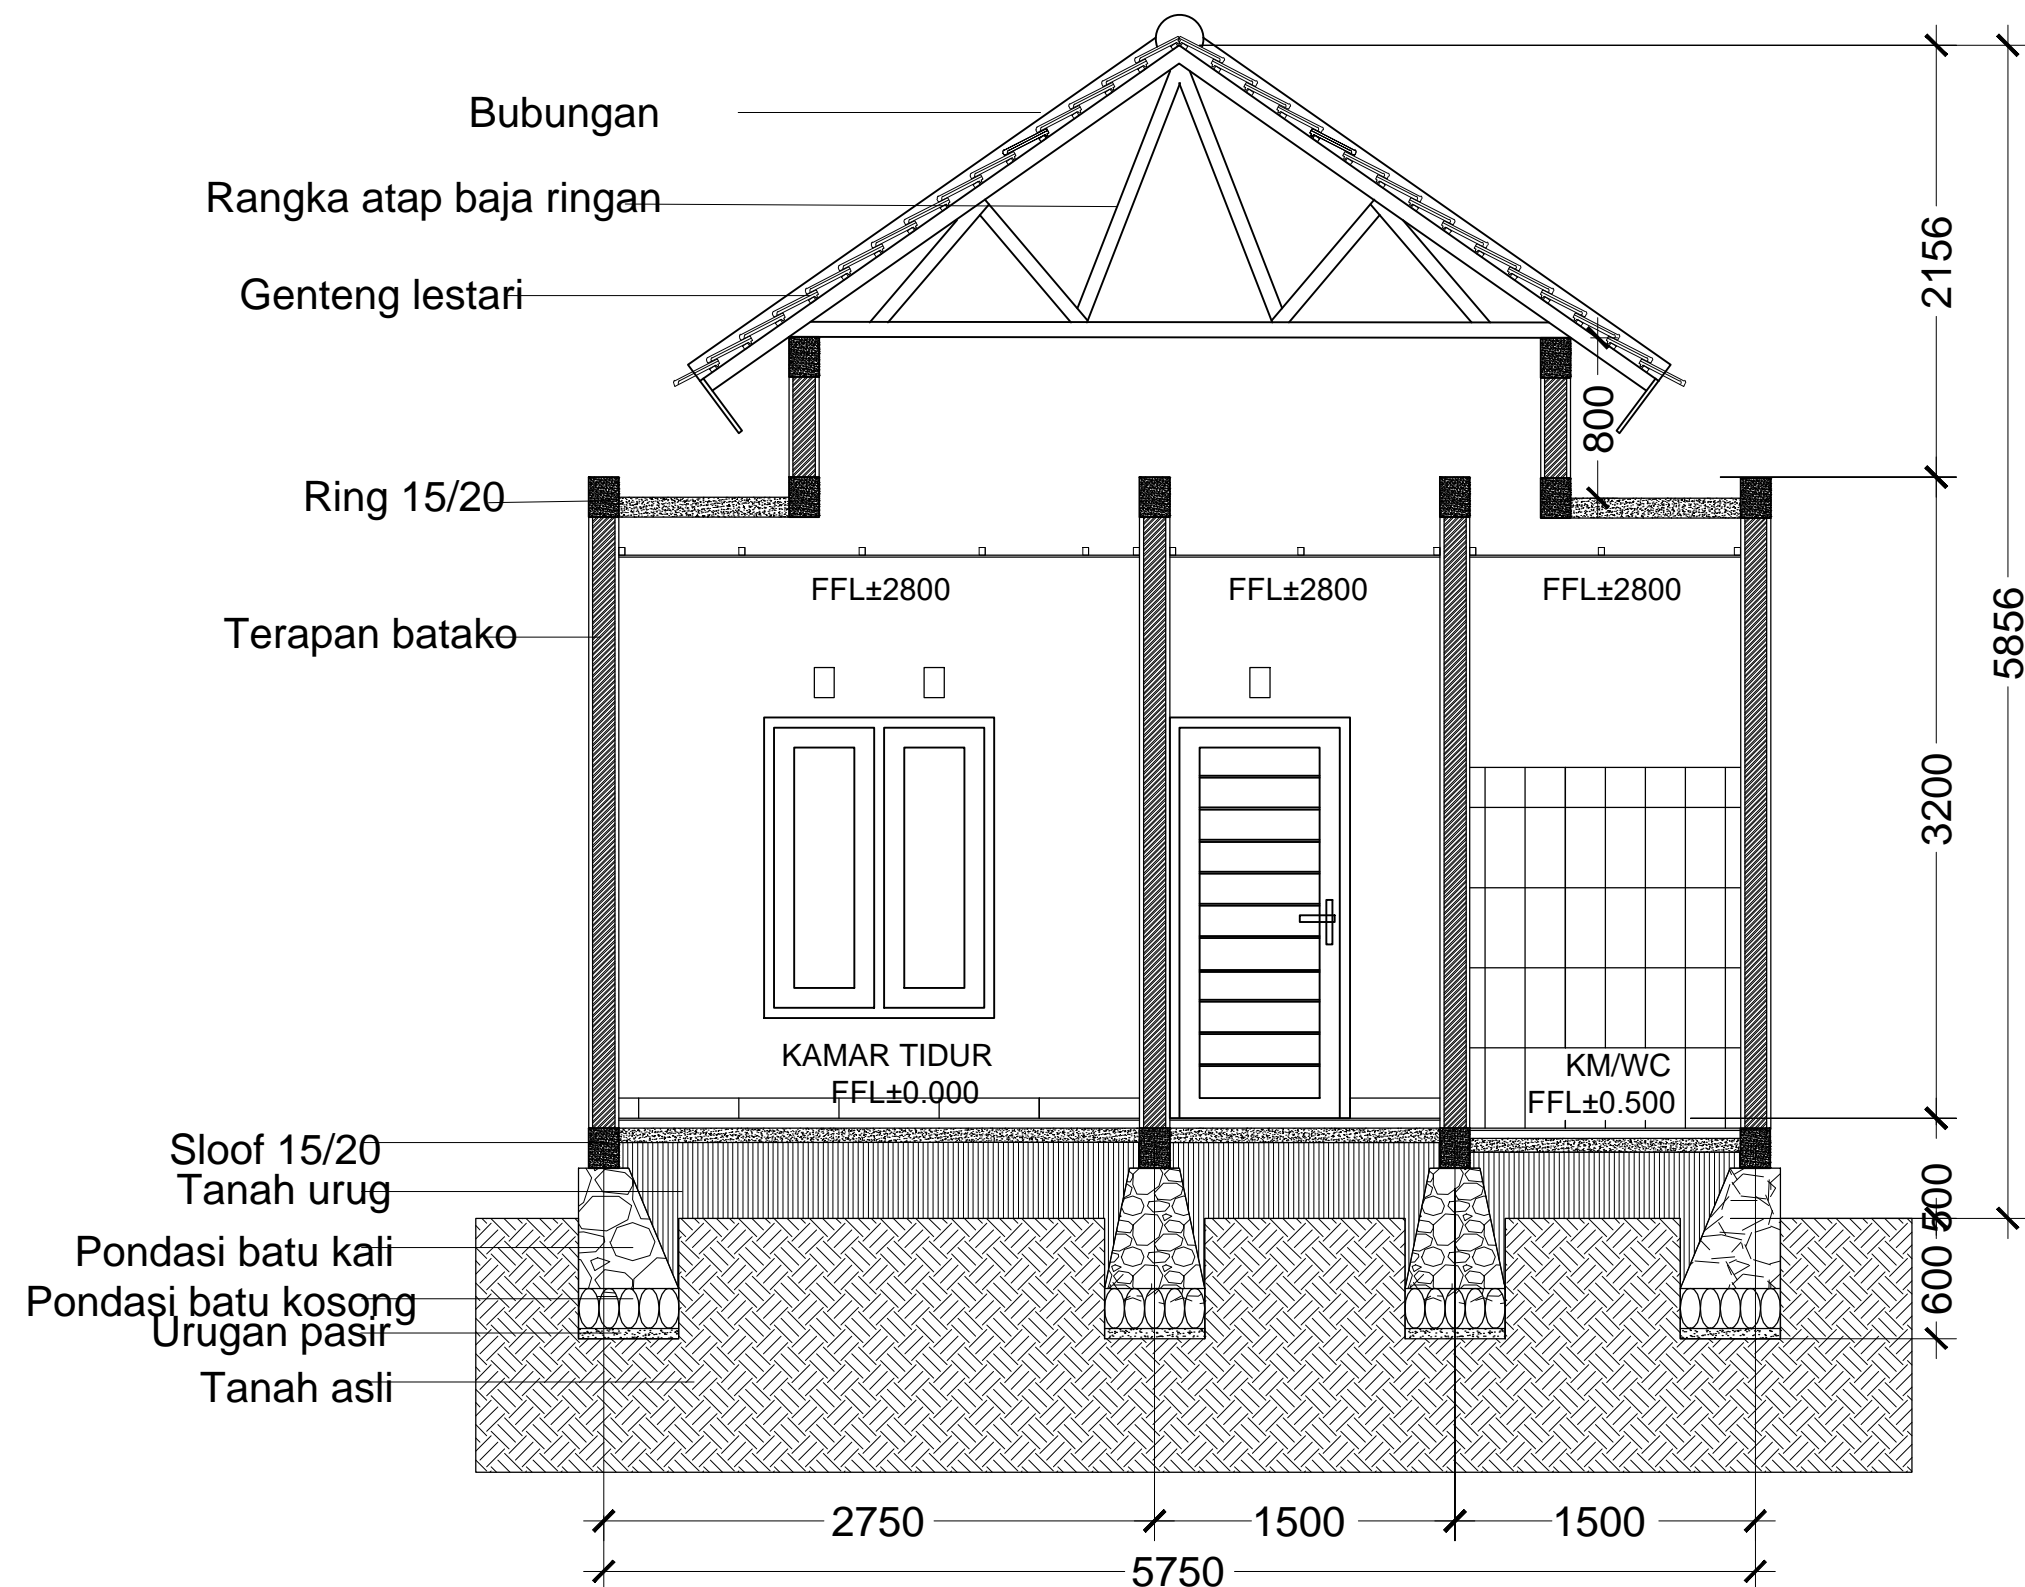 Bubungan
Rangka atap baja ringan
Genteng lestari
2156
800
Ring 15/20
FFL±2800
FFL±2800
FFL±2800
Terapan batako
5856
3200
KAMAR TIDUR
FFL±0.000
KM/WC
FFL±0.500
Sloof 15/20
Tanah urug
500
Pondasi batu kali
600
Pondasi batu kosong
Urugan pasir
Tanah asli
2750
1500
1500
5750